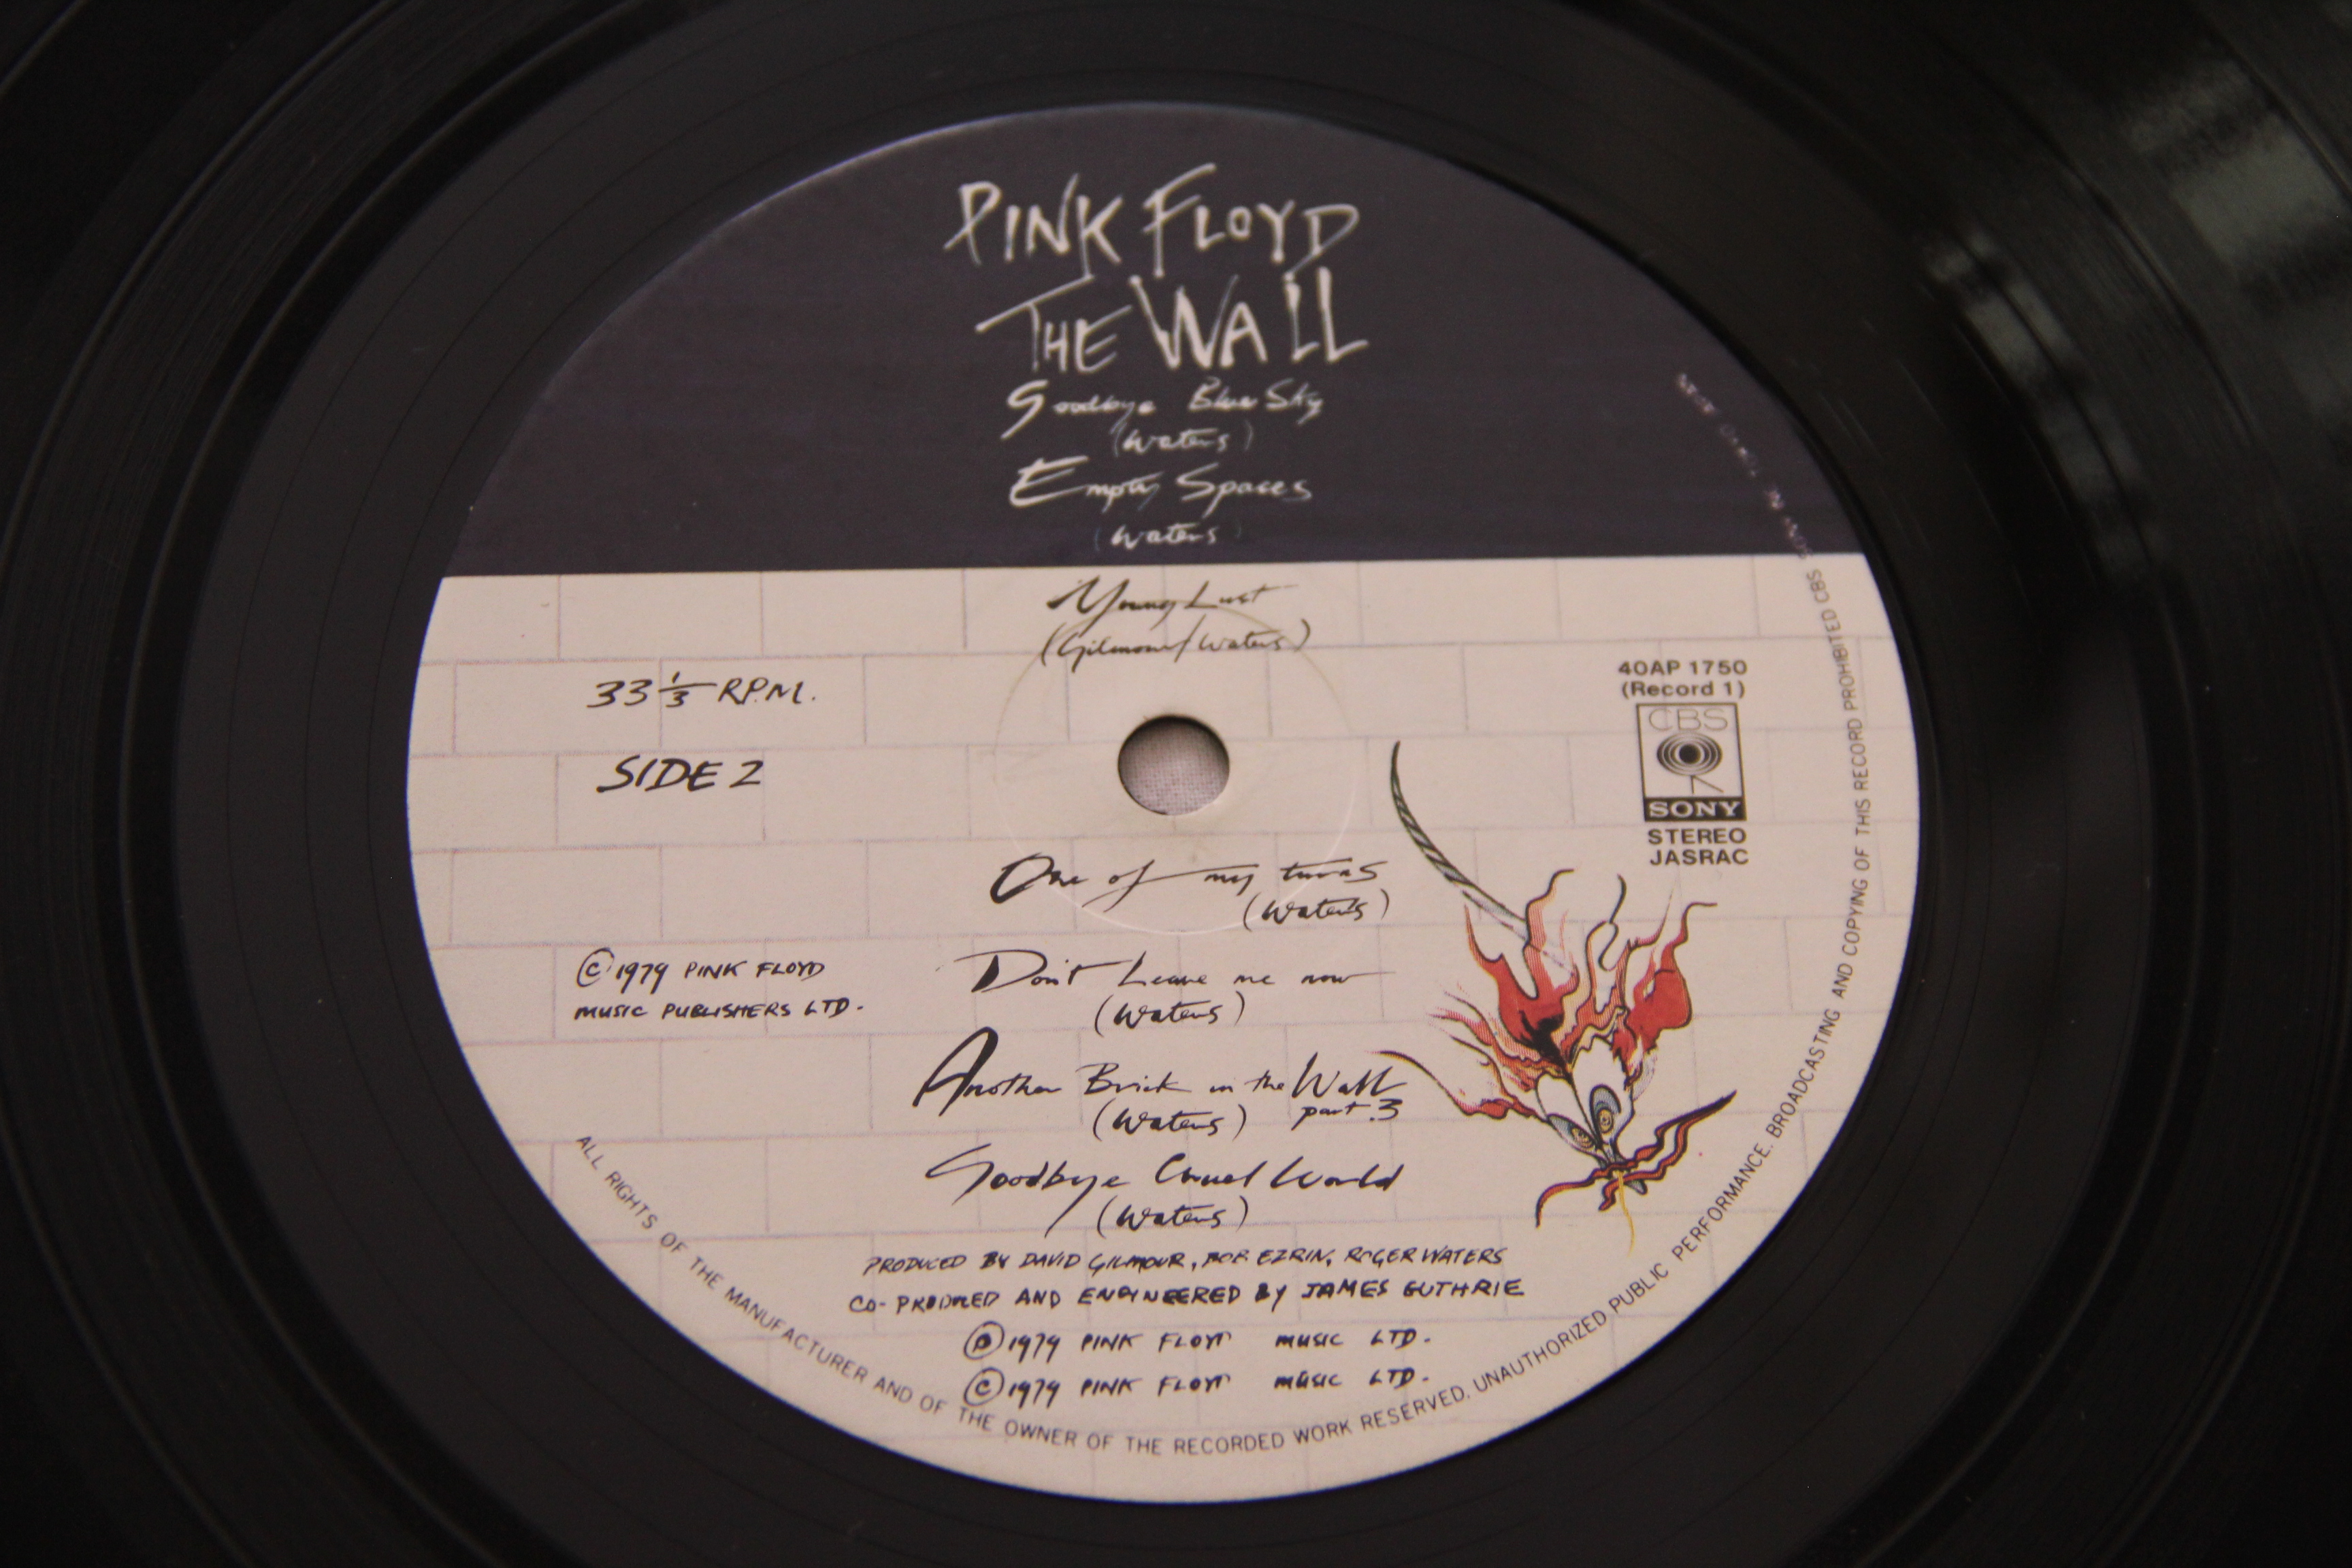 PINK FLOYD
THE WALL
Goodbye Blue Sky
(Waters)
Empty Spaces
(Waters)
Young Lust
(Gilmour/Waters)
33 1/3 R.P.M.
SIDE 2
40AP 1750
(Record 1)
CBS
SONY
STEREO
JASRAC
One of my turns
(Waters)
Don't Leave me now
(Waters)
© 1979 PINK FLOYD
MUSIC PUBLISHERS LTD.
Another Brick in the Wall
(Waters) part.3
Goodbye Cruel World
(Waters)
PRODUCED BY DAVID GILMOUR, BOB EZRIN, ROGER WATERS
CO-PRODUCED AND ENGINEERED BY JAMES GUTHRIE
℗ 1979 PINK FLOYD MUSIC LTD.
© 1979 PINK FLOYD MUSIC LTD.
ALL RIGHTS OF THE MANUFACTURER AND OF THE OWNER OF THE RECORDED WORK RESERVED. UNAUTHORIZED PUBLIC PERFORMANCE. BROADCASTING AND COPYING OF THIS RECORD PROHIBITED CBS